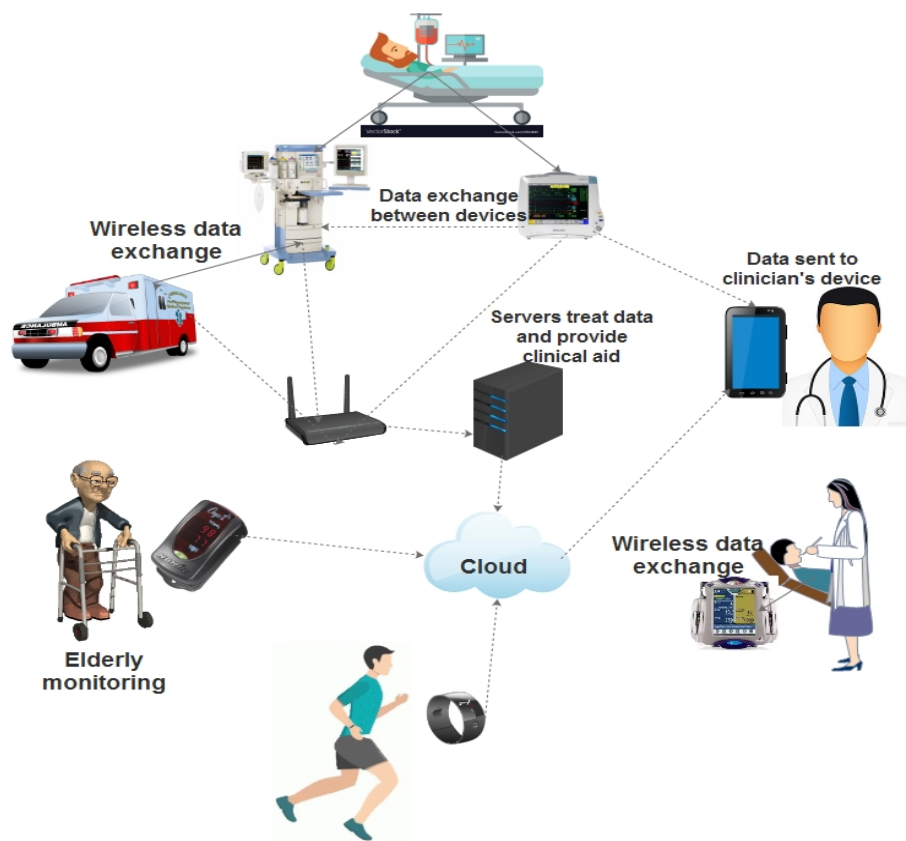 VectorStock
Data exchange
between devices
Wireless data
exchange
Data sent to
clinician's device
Servers treat data
and provide
clinical aid
AMBULANCE
98
Cloud
Wireless data
exchange
Elderly
monitoring